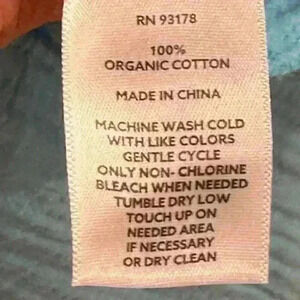 RN 93178
100%
ORGANIC COTTON
MADE IN CHINA
MACHINE WASH COLD
WITH LIKE COLORS
GENTLE CYCLE
ONLY NON- CHLORINE
BLEACH WHEN NEEDED
TUMBLE DRY LOW
TOUCH UP ON
NEEDED AREA
IF NECESSARY
OR DRY CLEAN